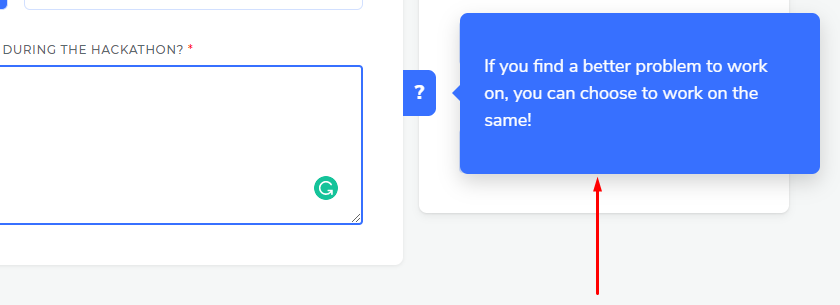 DURING THE HACKATHON? *
?
If you find a better problem to work
on, you can choose to work on the
same!